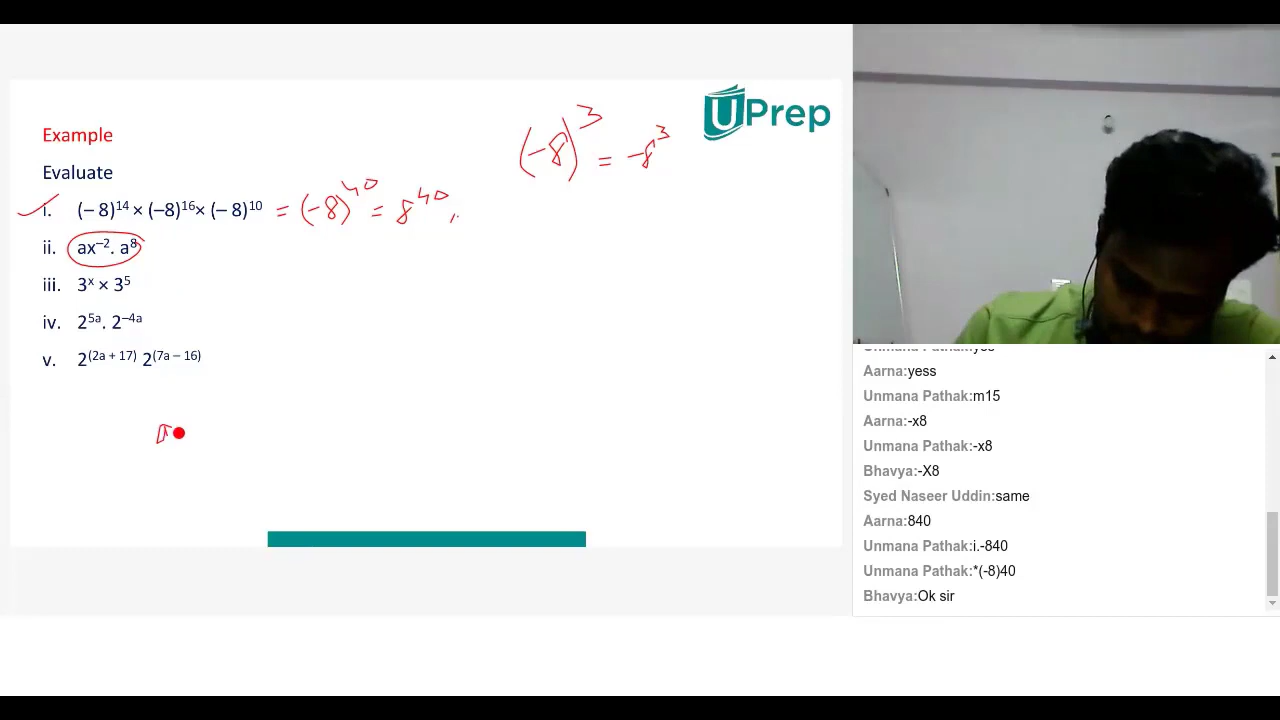 UPrep
Example
Evaluate
i. (– 8)¹⁴ × (–8)¹⁶× (– 8)¹⁰ = (-8)⁴⁰ = 8⁴⁰
(-8)³ = -8³
ii. ax⁻². a⁸
iii. 3ˣ × 3⁵
iv. 2⁵ᵃ. 2⁻⁴ᵃ
v. 2⁽²ᵃ ⁺ ¹⁷⁾ 2⁽⁷ᵃ ⁻ ¹⁶⁾
Aarna:yess
Unmana Pathak:m15
Aarna:-x8
Unmana Pathak:-x8
Bhavya:-X8
Syed Naseer Uddin:same
Aarna:840
Unmana Pathak:i.-840
Unmana Pathak:*(-8)40
Bhavya:Ok sir